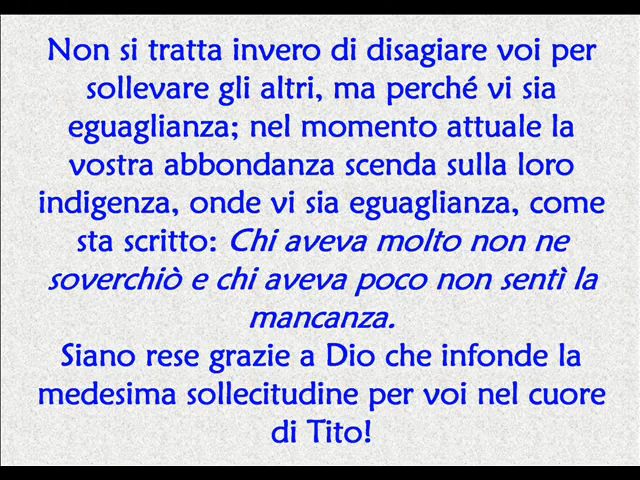 Non si tratta invero di disagiare voi per
sollevare gli altri, ma perché vi sia
eguaglianza; nel momento attuale la
vostra abbondanza scenda sulla loro
indigenza, onde vi sia eguaglianza, come
sta scritto: Chi aveva molto non ne
soverchiò e chi aveva poco non sentì la
mancanza.
Siano rese grazie a Dio che infonde la
medesima sollecitudine per voi nel cuore
di Tito!